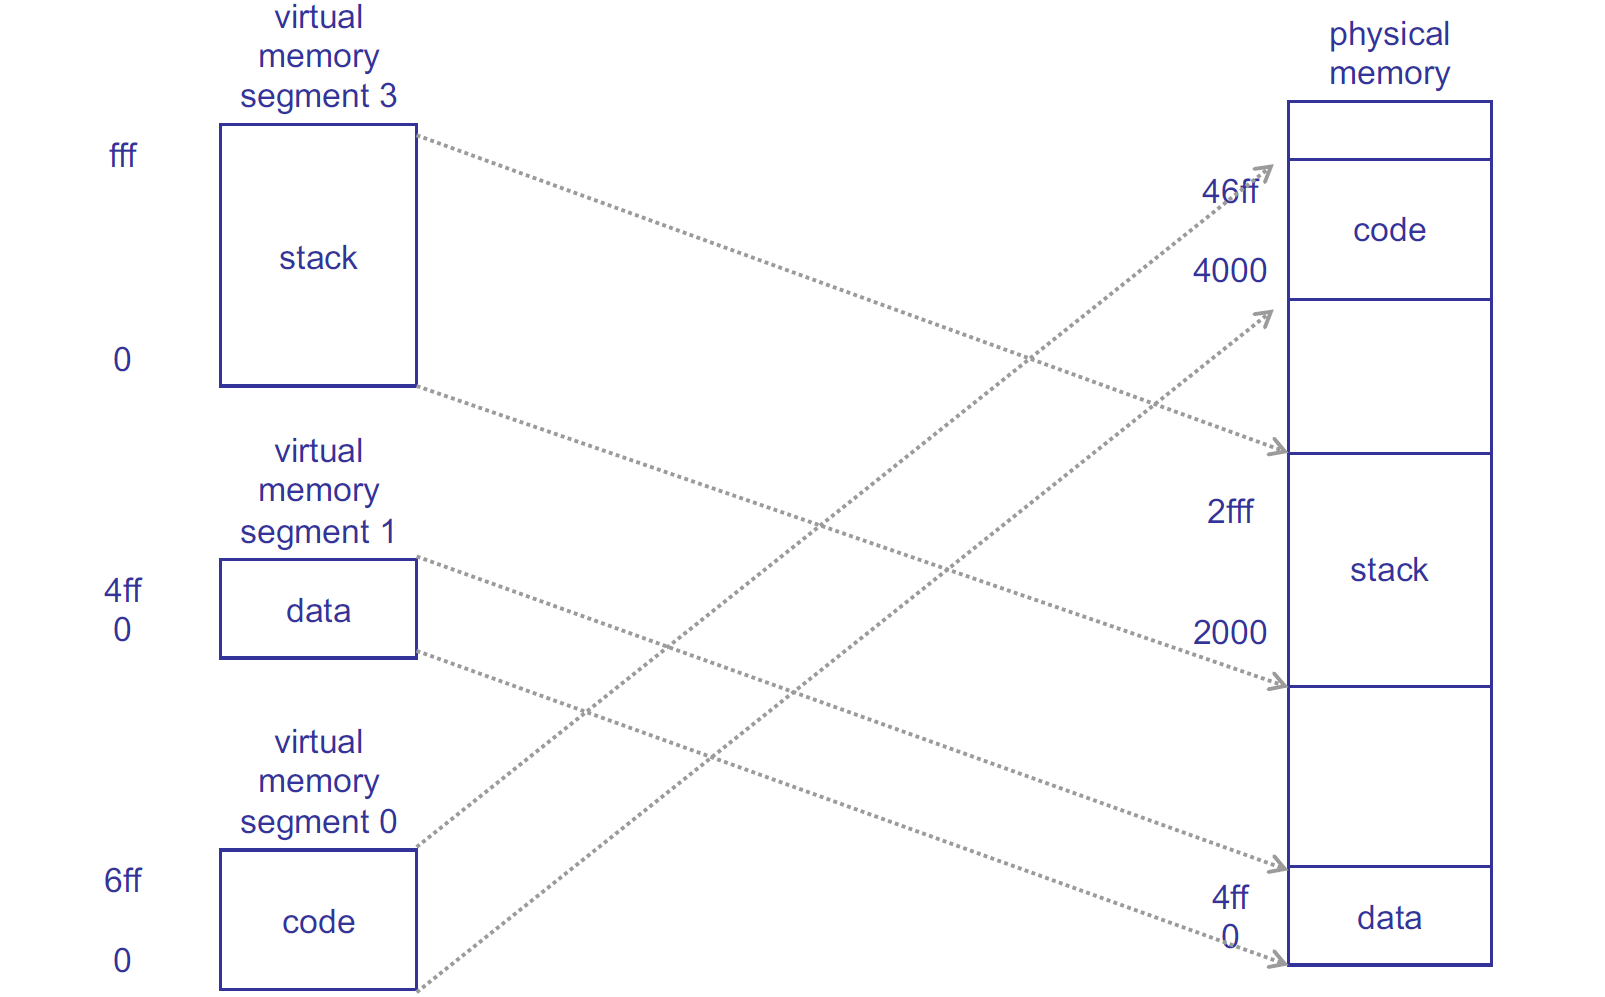 virtual
memory
segment 3
fff
stack
0
virtual
memory
segment 1
4ff
0
data
virtual
memory
segment 0
6ff
code
0
physical
memory
46ff
code
4000
2fff
stack
2000
4ff
0
data